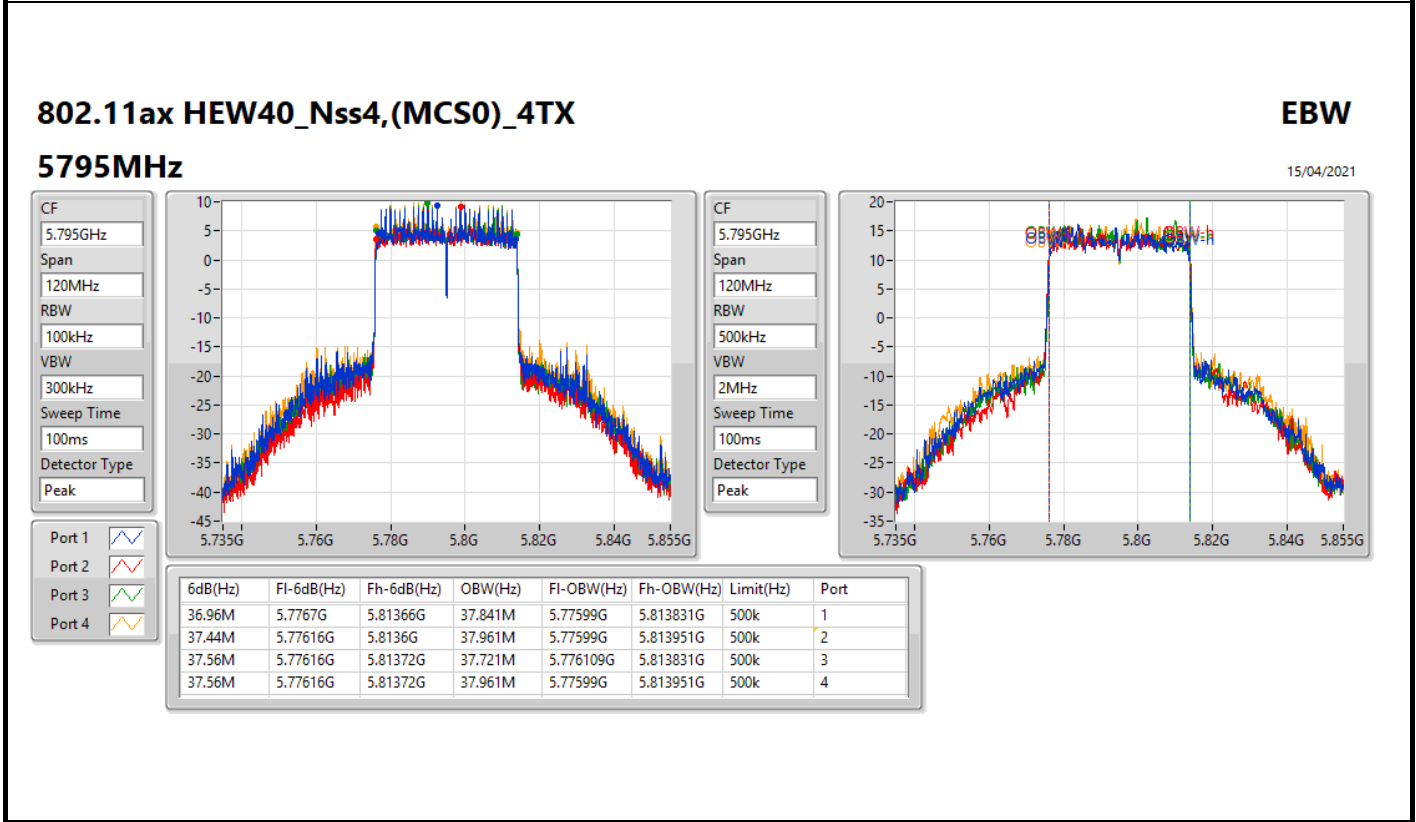 802.11ax HEW40_Nss4,(MCS0)_4TX
EBW
5795MHz
15/04/2021
CF
5.795GHz
Span
120MHz
RBW
100kHz
VBW
300kHz
Sweep Time
100ms
Detector Type
Peak
10
5
0
-5
-10
-15
-20
-25
-30
-35
-40
-45
5.735G 5.76G 5.78G 5.8G 5.82G 5.84G 5.855G
CF
5.795GHz
Span
120MHz
RBW
500kHz
VBW
2MHz
Sweep Time
100ms
Detector Type
Peak
20
15
10
5
0
-5
-10
-15
-20
-25
-30
-35
5.735G 5.76G 5.78G 5.8G 5.82G 5.84G 5.855G
Port 1
Port 2
Port 3
Port 4
6dB(Hz) Fl-6dB(Hz) Fh-6dB(Hz) OBW(Hz) Fl-OBW(Hz) Fh-OBW(Hz) Limit(Hz) Port
36.96M 5.7767G 5.81366G 37.841M 5.77599G 5.813831G 500k 1
37.44M 5.77616G 5.8136G 37.961M 5.77599G 5.813951G 500k 2
37.56M 5.77616G 5.81372G 37.721M 5.776109G 5.813831G 500k 3
37.56M 5.77616G 5.81372G 37.961M 5.77599G 5.813951G 500k 4